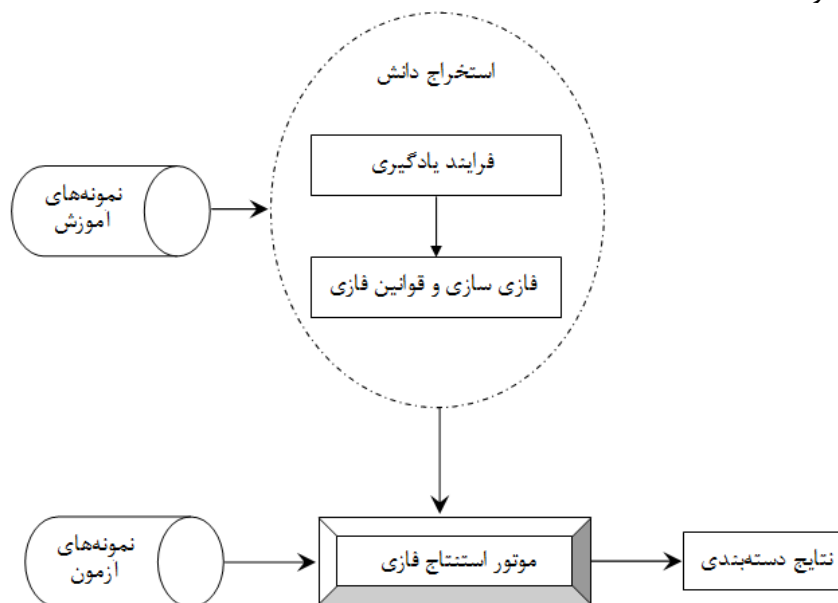 استخراج دانش
فرایند یادگیری
نمونه‌های
اموزش
فازی سازی و قوانین فازی
نمونه‌های
ازمون
موتور استنتاج فازی
نتایج دسته‌بندی